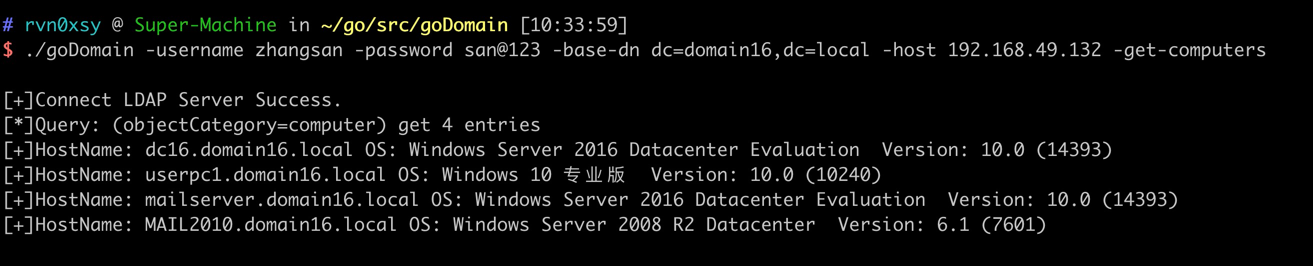 # rvn0xsy @ Super-Machine in ~/go/src/goDomain [10:33:59]
$ ./goDomain -username zhangsan -password san@123 -base-dn dc=domain16,dc=local -host 192.168.49.132 -get-computers
[+]Connect LDAP Server Success.
[*]Query: (objectCategory=computer) get 4 entries
[+]HostName: dc16.domain16.local OS: Windows Server 2016 Datacenter Evaluation  Version: 10.0 (14393)
[+]HostName: userpc1.domain16.local OS: Windows 10 专业版  Version: 10.0 (10240)
[+]HostName: mailserver.domain16.local OS: Windows Server 2016 Datacenter Evaluation  Version: 10.0 (14393)
[+]HostName: MAIL2010.domain16.local OS: Windows Server 2008 R2 Datacenter  Version: 6.1 (7601)